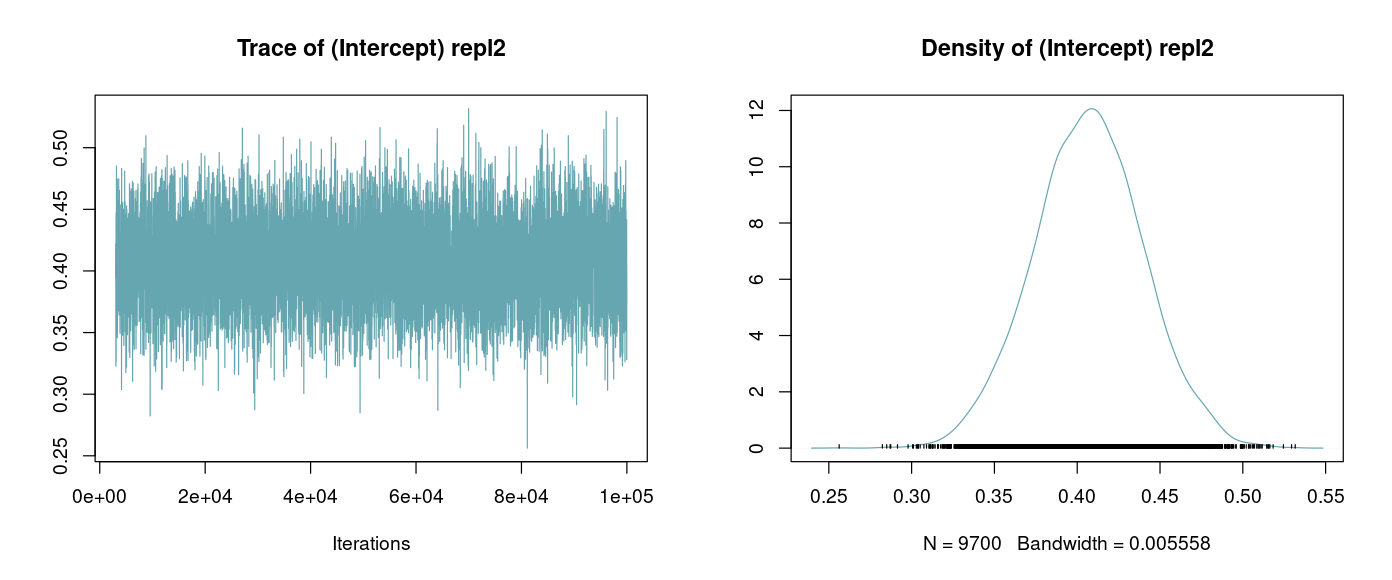 Trace of (Intercept) repl2
0.50
0.45
0.40
0.35
0.30
0.25
0e+00 2e+04 4e+04 6e+04 8e+04 1e+05
Iterations
Density of (Intercept) repl2
12
10
8
6
4
2
0
0.25 0.30 0.35 0.40 0.45 0.50 0.55
N = 9700 Bandwidth = 0.005558